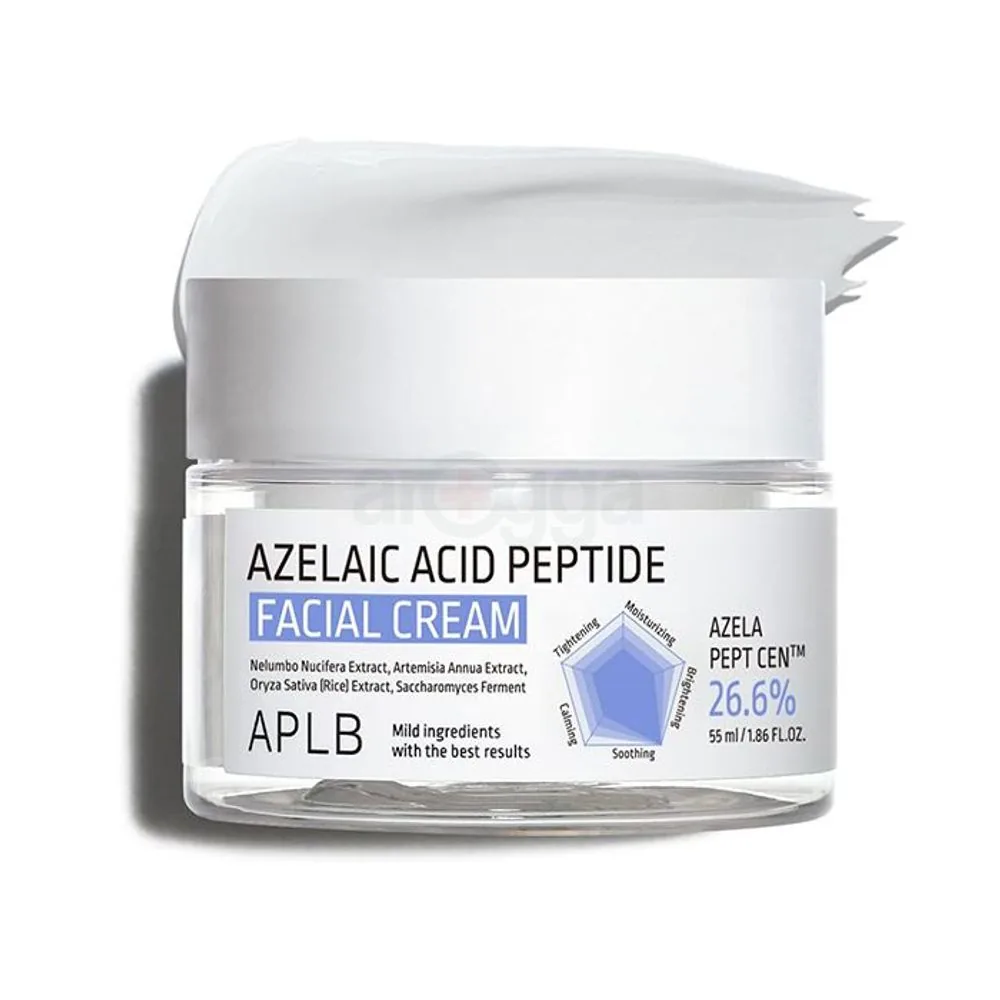 arogga
AZELAIC ACID PEPTIDE
FACIAL CREAM
Nelumbo Nucifera Extract, Artemisia Annua Extract,
Oryza Sativa (Rice) Extract, Saccharomyces Ferment
APLB
Mild ingredients
with the best results
Tightening
Moisturizing
Brightening
Calming
Soothing
AZELA
PEPT CEN™
26.6%
55 ml / 1.86 FL.OZ.